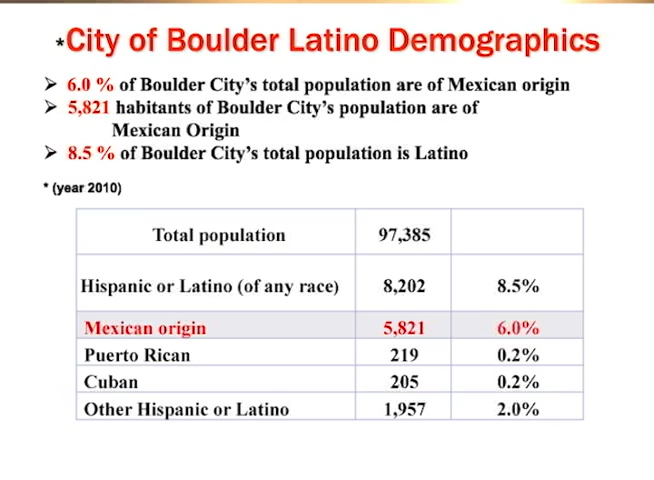 *City of Boulder Latino Demographics
➢ 6.0 % of Boulder City's total population are of Mexican origin
➢ 5,821 habitants of Boulder City's population are of
Mexican Origin
➢ 8.5 % of Boulder City's total population is Latino
* (year 2010)
Total population 97,385
Hispanic or Latino (of any race) 8,202 8.5%
Mexican origin 5,821 6.0%
Puerto Rican 219 0.2%
Cuban 205 0.2%
Other Hispanic or Latino 1,957 2.0%